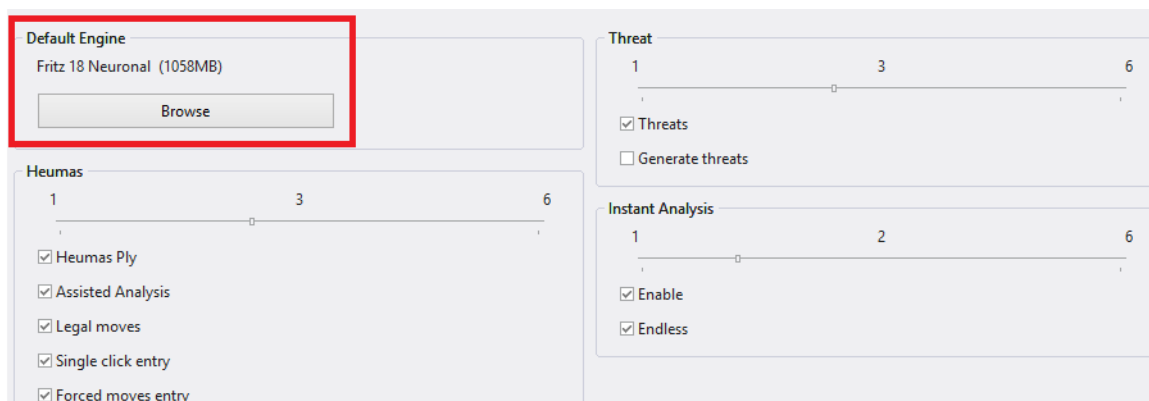 Default Engine
Fritz 18 Neuronal (1058MB)
Browse
Heumas
1 3 6
Heumas Ply
Assisted Analysis
Legal moves
Single click entry
Forced moves entry
Threat
1 3 6
Threats
Generate threats
Instant Analysis
1 2 6
Enable
Endless